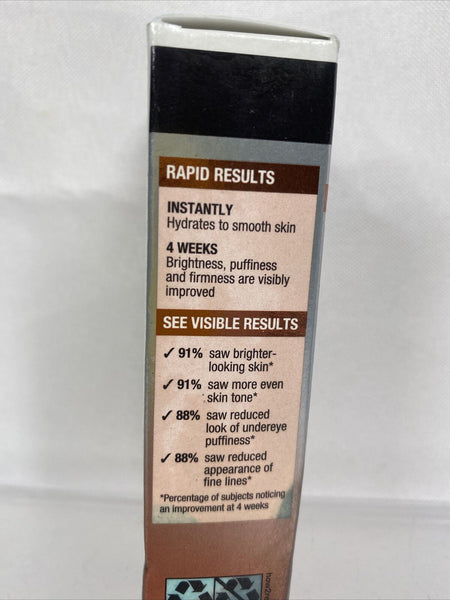 RAPID RESULTS
INSTANTLY
Hydrates to smooth skin
4 WEEKS
Brightness, puffiness
and firmness are visibly
improved
SEE VISIBLE RESULTS
✓ 91% saw brighter-
looking skin*
✓ 91% saw more even
skin tone*
✓ 88% saw reduced
look of undereye
puffiness*
✓ 88% saw reduced
appearance of
fine lines*
*Percentage of subjects noticing
an improvement at 4 weeks